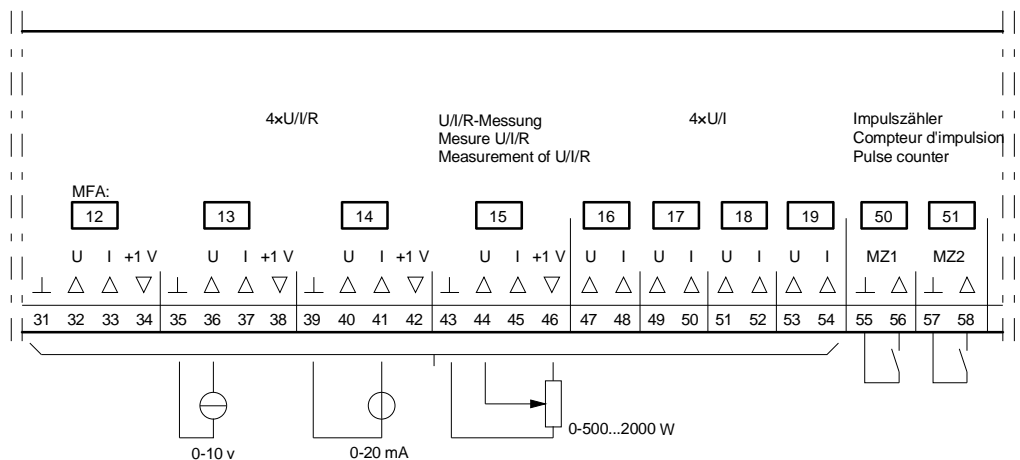 4×U/I/R
U/I/R-Messung
Mesure U/I/R
Measurement of U/I/R
4×U/I
Impulszähler
Compteur d'impulsion
Pulse counter
MFA:
12 13 14 15 16 17 18 19 50 51
U I +1 V U I +1 V U I +1 V U I +1 V U I U I U I U I MZ1 MZ2
31 32 33 34 35 36 37 38 39 40 41 42 43 44 45 46 47 48 49 50 51 52 53 54 55 56 57 58
0-500...2000 W
0-10 v 0-20 mA